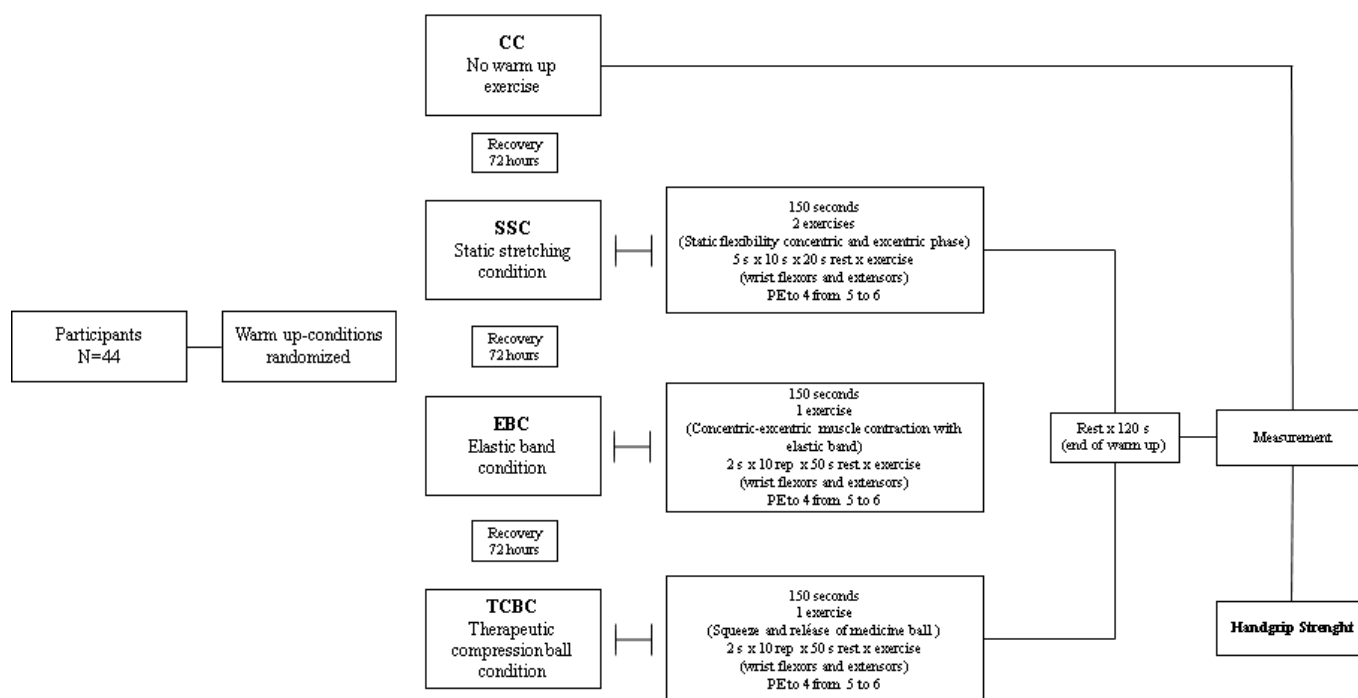 Participants
N=44
Warm up-conditions
randomized
CC
No warm up
exercise
Recovery
72 hours
SSC
Static stretching
condition
150 seconds
2 exercises
(Static flexibility concentric and excentric phase)
5 s x 10 s x 20 s rest x exercise
(wrist flexors and extensors)
PE to 4 from 5 to 6
Recovery
72 hours
EBC
Elastic band
condition
150 seconds
1 exercise
(Concentric-excentric muscle contraction with
elastic band)
2 s x 10 rep x 50 s rest x exercise
(wrist flexors and extensors)
PE to 4 from 5 to 6
Recovery
72 hours
TCBC
Therapeutic
compression ball
condition
150 seconds
1 exercise
(Squeeze and reléase of medicine ball )
2 s x 10 rep x 50 s rest x exercise
(wrist flexors and extensors)
PE to 4 from 5 to 6
Rest x 120 s
(end of warm up)
Measurement
Handgrip Strenght